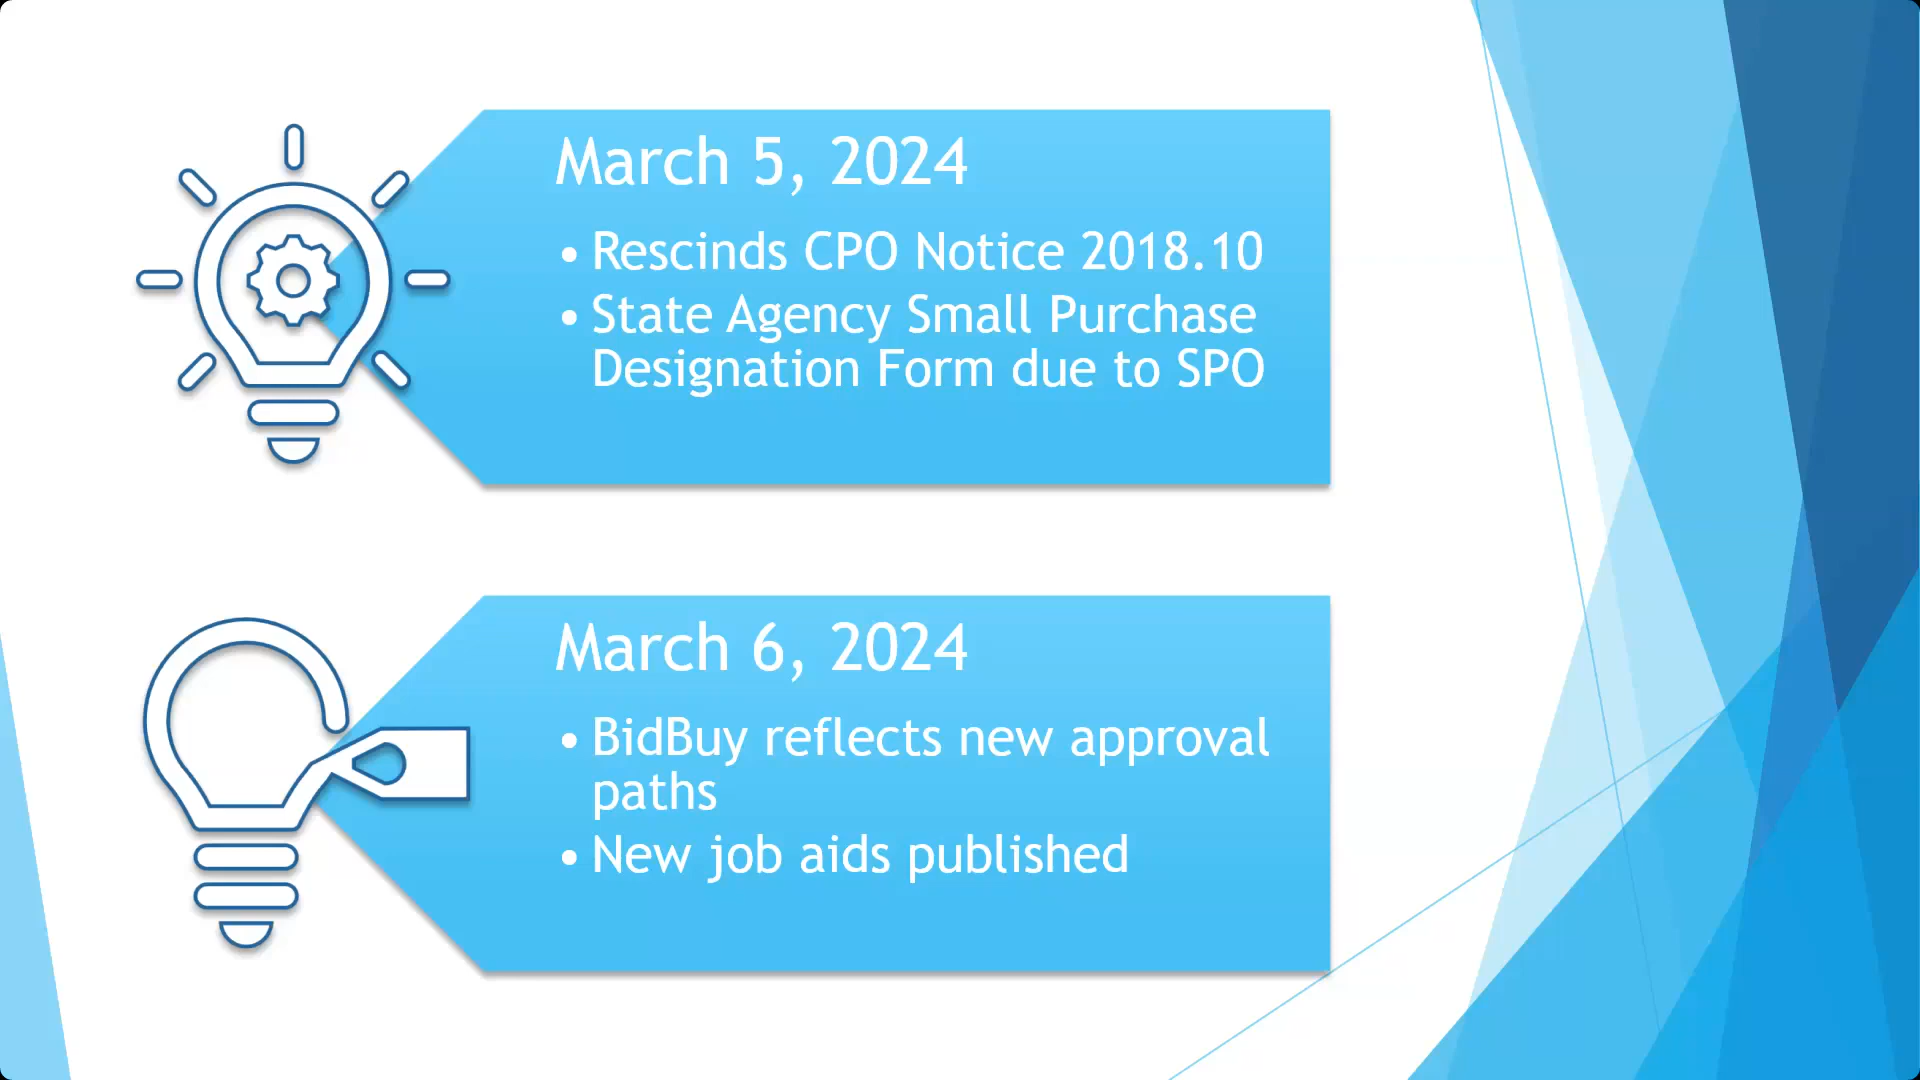 March 5, 2024
• Rescinds CPO Notice 2018.10
• State Agency Small Purchase
Designation Form due to SPO
March 6, 2024
• BidBuy reflects new approval
paths
• New job aids published